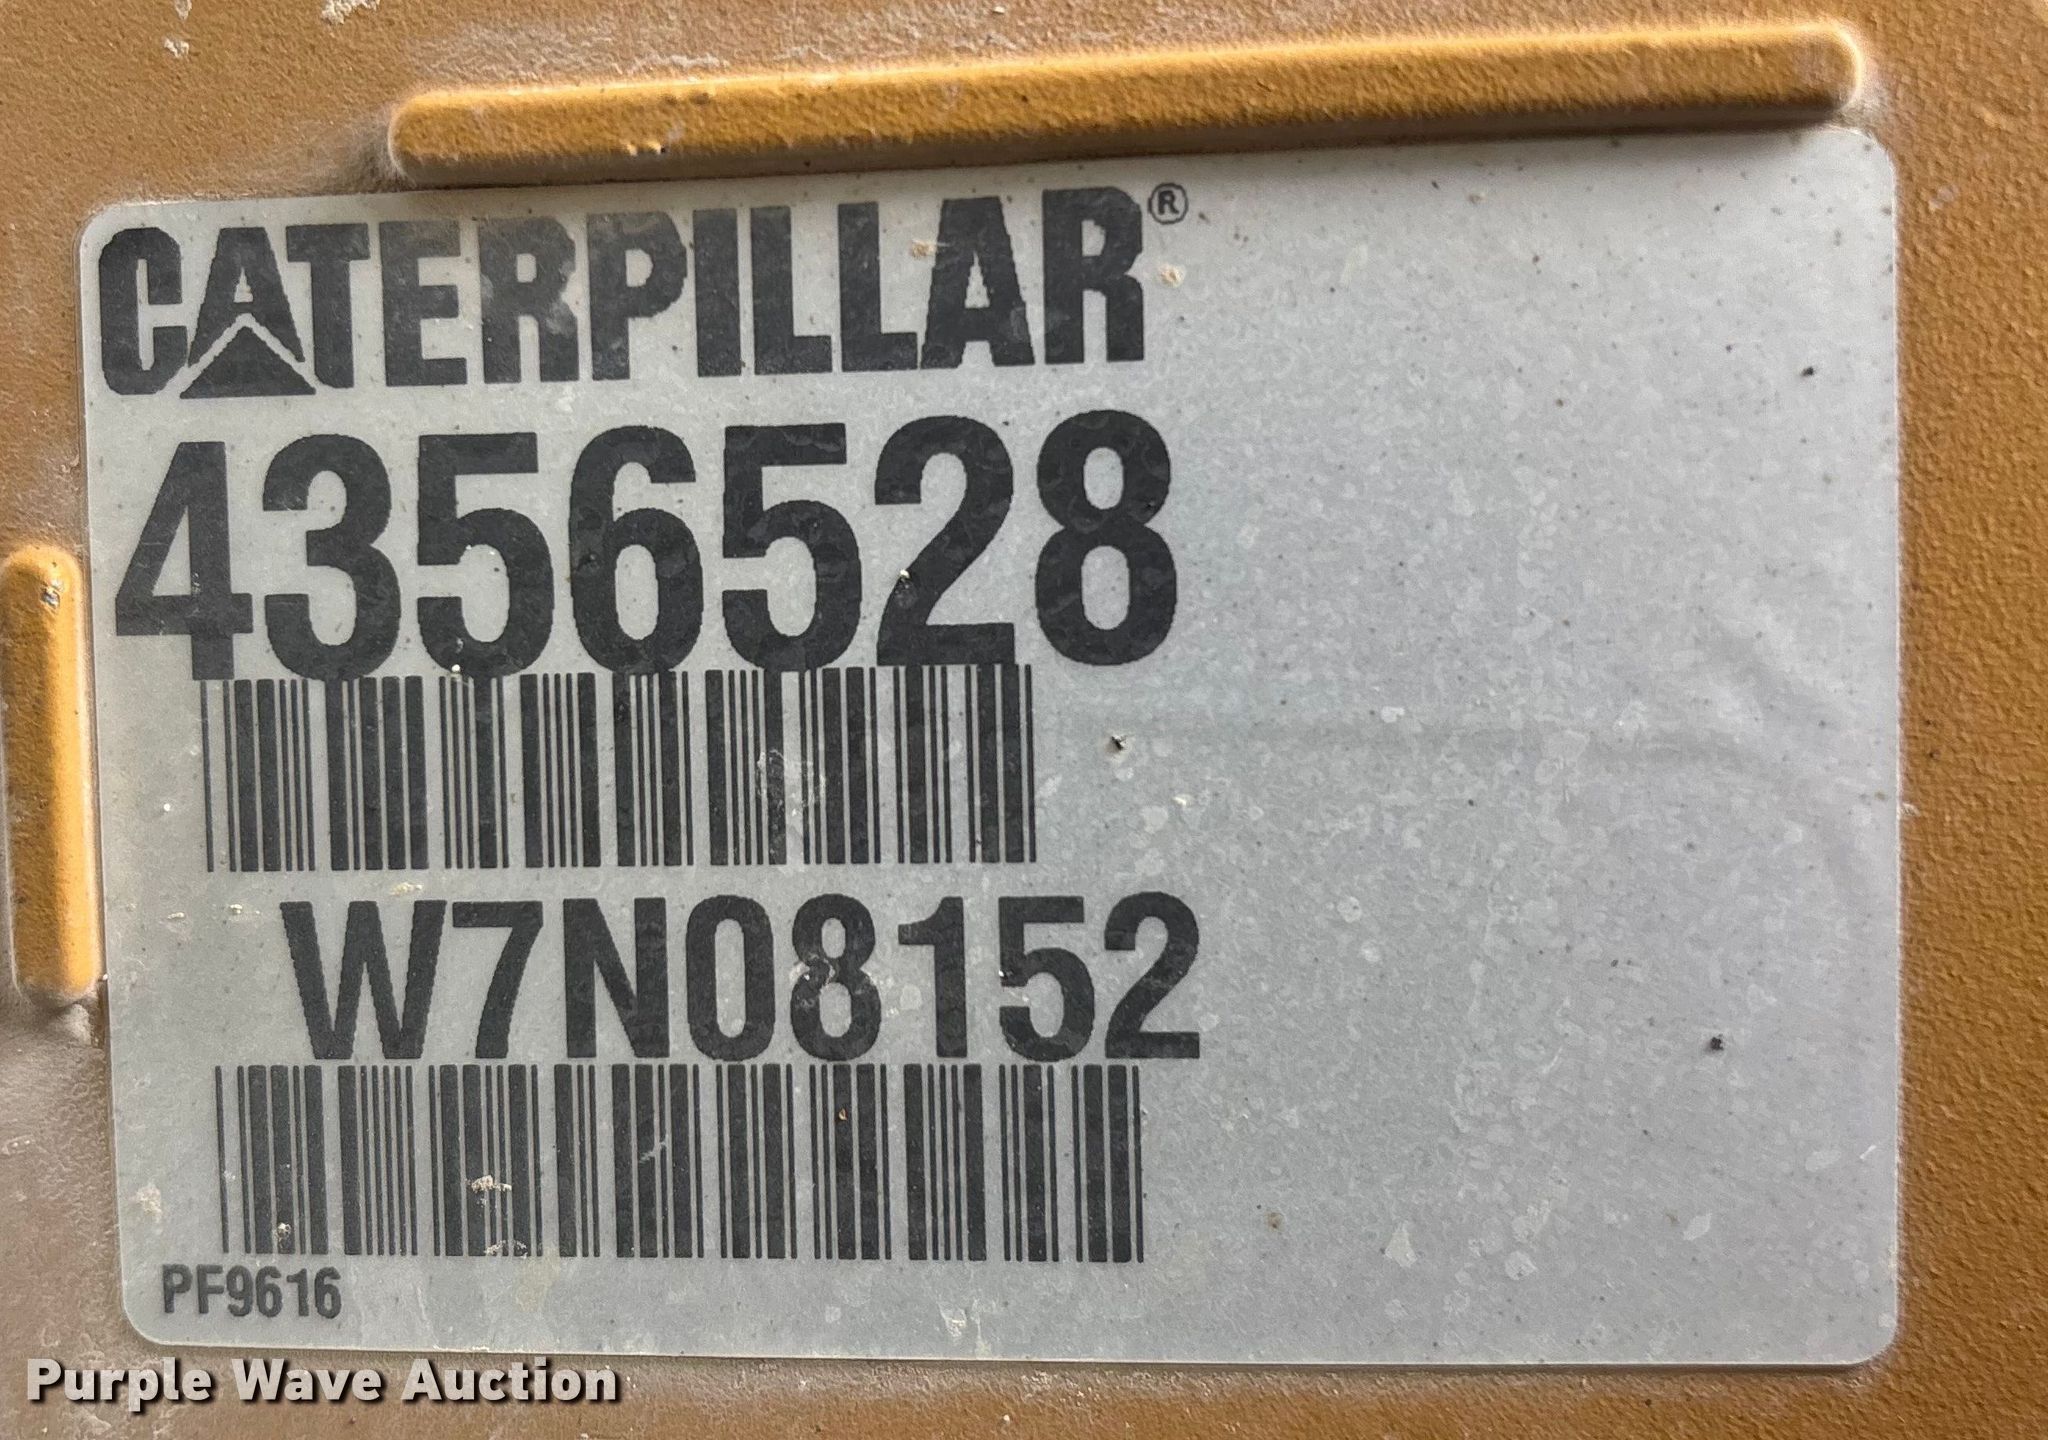 CATERPILLAR®
4356528
W7N08152
PF9616
Purple Wave Auction